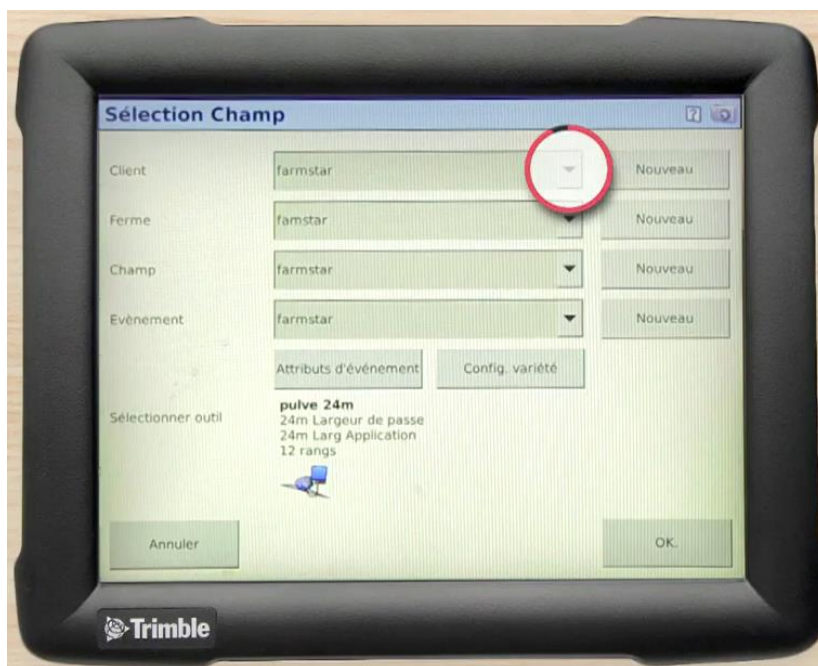 Sélection Champ
?
Client
farmstar
Nouveau
Ferme
famstar
Nouveau
Champ
farmstar
Nouveau
Evènement
farmstar
Nouveau
Attributs d'événement
Config. variété
Sélectionner outil
pulve 24m
24m Largeur de passe
24m Larg Application
12 rangs
Annuler
OK.
Trimble